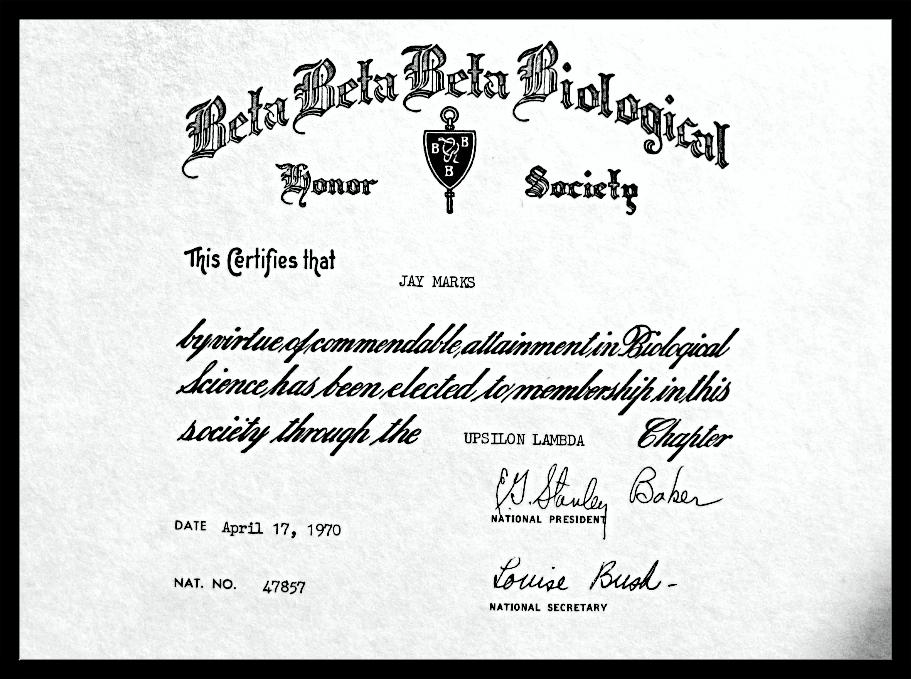 Beta Beta Beta Biological
Honor Society
B B
B
This Certifies that
JAY MARKS
by virtue of commendable attainment in Biological
Science, has been elected to membership in this
society through the UPSILON LAMBDA Chapter
E.G. Stanley Baker
NATIONAL PRESIDENT
DATE April 17, 1970
Louise Bush
NAT. NO. 47857
NATIONAL SECRETARY